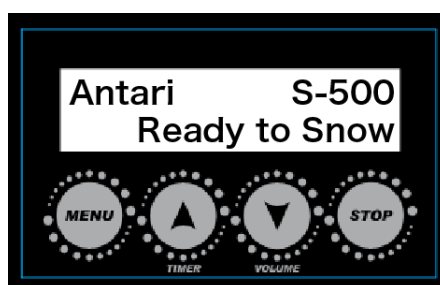 Antari S-500
Ready to Snow
MENU
STOP
TIMER
VOLUME